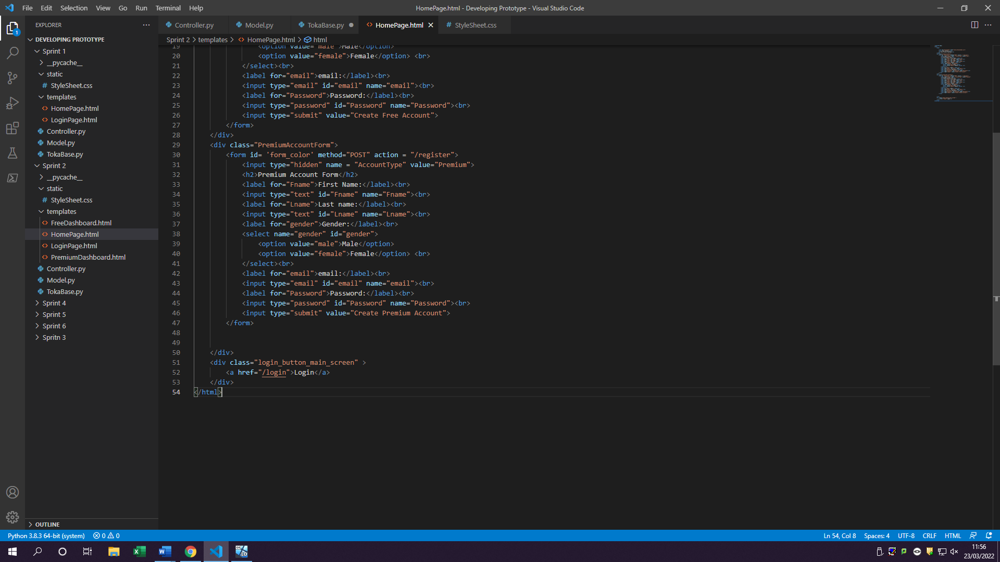 File Edit Selection View Go Run Terminal Help
HomePage.html - Developing Prototype - Visual Studio Code
EXPLORER
1
DEVELOPING PROTOTYPE
Sprint 1
__pycache__
static
# StyleSheet.css
templates
<> HomePage.html
<> LoginPage.html
Controller.py
Model.py
TokaBase.py
Sprint 2
__pycache__
static
# StyleSheet.css
templates
<> FreeDashboard.html
<> HomePage.html
<> LoginPage.html
<> PremiumDashboard.html
Controller.py
Model.py
TokaBase.py
Sprint 4
Sprint 5
Sprint 6
Spritn 3
OUTLINE
Controller.py Model.py TokaBase.py <> HomePage.html # StyleSheet.css
Sprint 2 > templates > <> HomePage.html > html
19 <option value="male">Male</option>
20 <option value="female">Female</option> <br>
21 </select><br>
22 <label for="email">email:</label><br>
23 <input type="email" id="email" name="email"><br>
24 <label for="Password">Password:</label><br>
25 <input type="password" id="Password" name="Password"><br>
26 <input type="submit" value="Create Free Account">
27 </form>
28 </div>
29 <div class="PremiumAccountForm">
30 <form id= 'form_color' method="POST" action = "/register">
31 <input type="hidden" name = "AccountType" value="Premium">
32 <h2>Premium Account Form</h2>
33 <label for="Fname">First Name:</label><br>
34 <input type="text" id="Fname" name="Fname"><br>
35 <label for="Lname">Last name:</label><br>
36 <input type="text" id="Lname" name="Lname"><br>
37 <label for="gender">Gender:</label><br>
38 <select name="gender" id="gender">
39 <option value="male">Male</option>
40 <option value="female">Female</option> <br>
41 </select><br>
42 <label for="email">email:</label><br>
43 <input type="email" id="email" name="email"><br>
44 <label for="Password">Password:</label><br>
45 <input type="password" id="Password" name="Password"><br>
46 <input type="submit" value="Create Premium Account">
47 </form>
48
49
50 </div>
51 <div class="login_button_main_screen" >
52 <a href="/login">Login</a>
53 </div>
54 </html>
Python 3.8.3 64-bit (system) 0 0
Ln 54, Col 8 Spaces: 4 UTF-8 CRLF HTML
11:56
23/03/2022